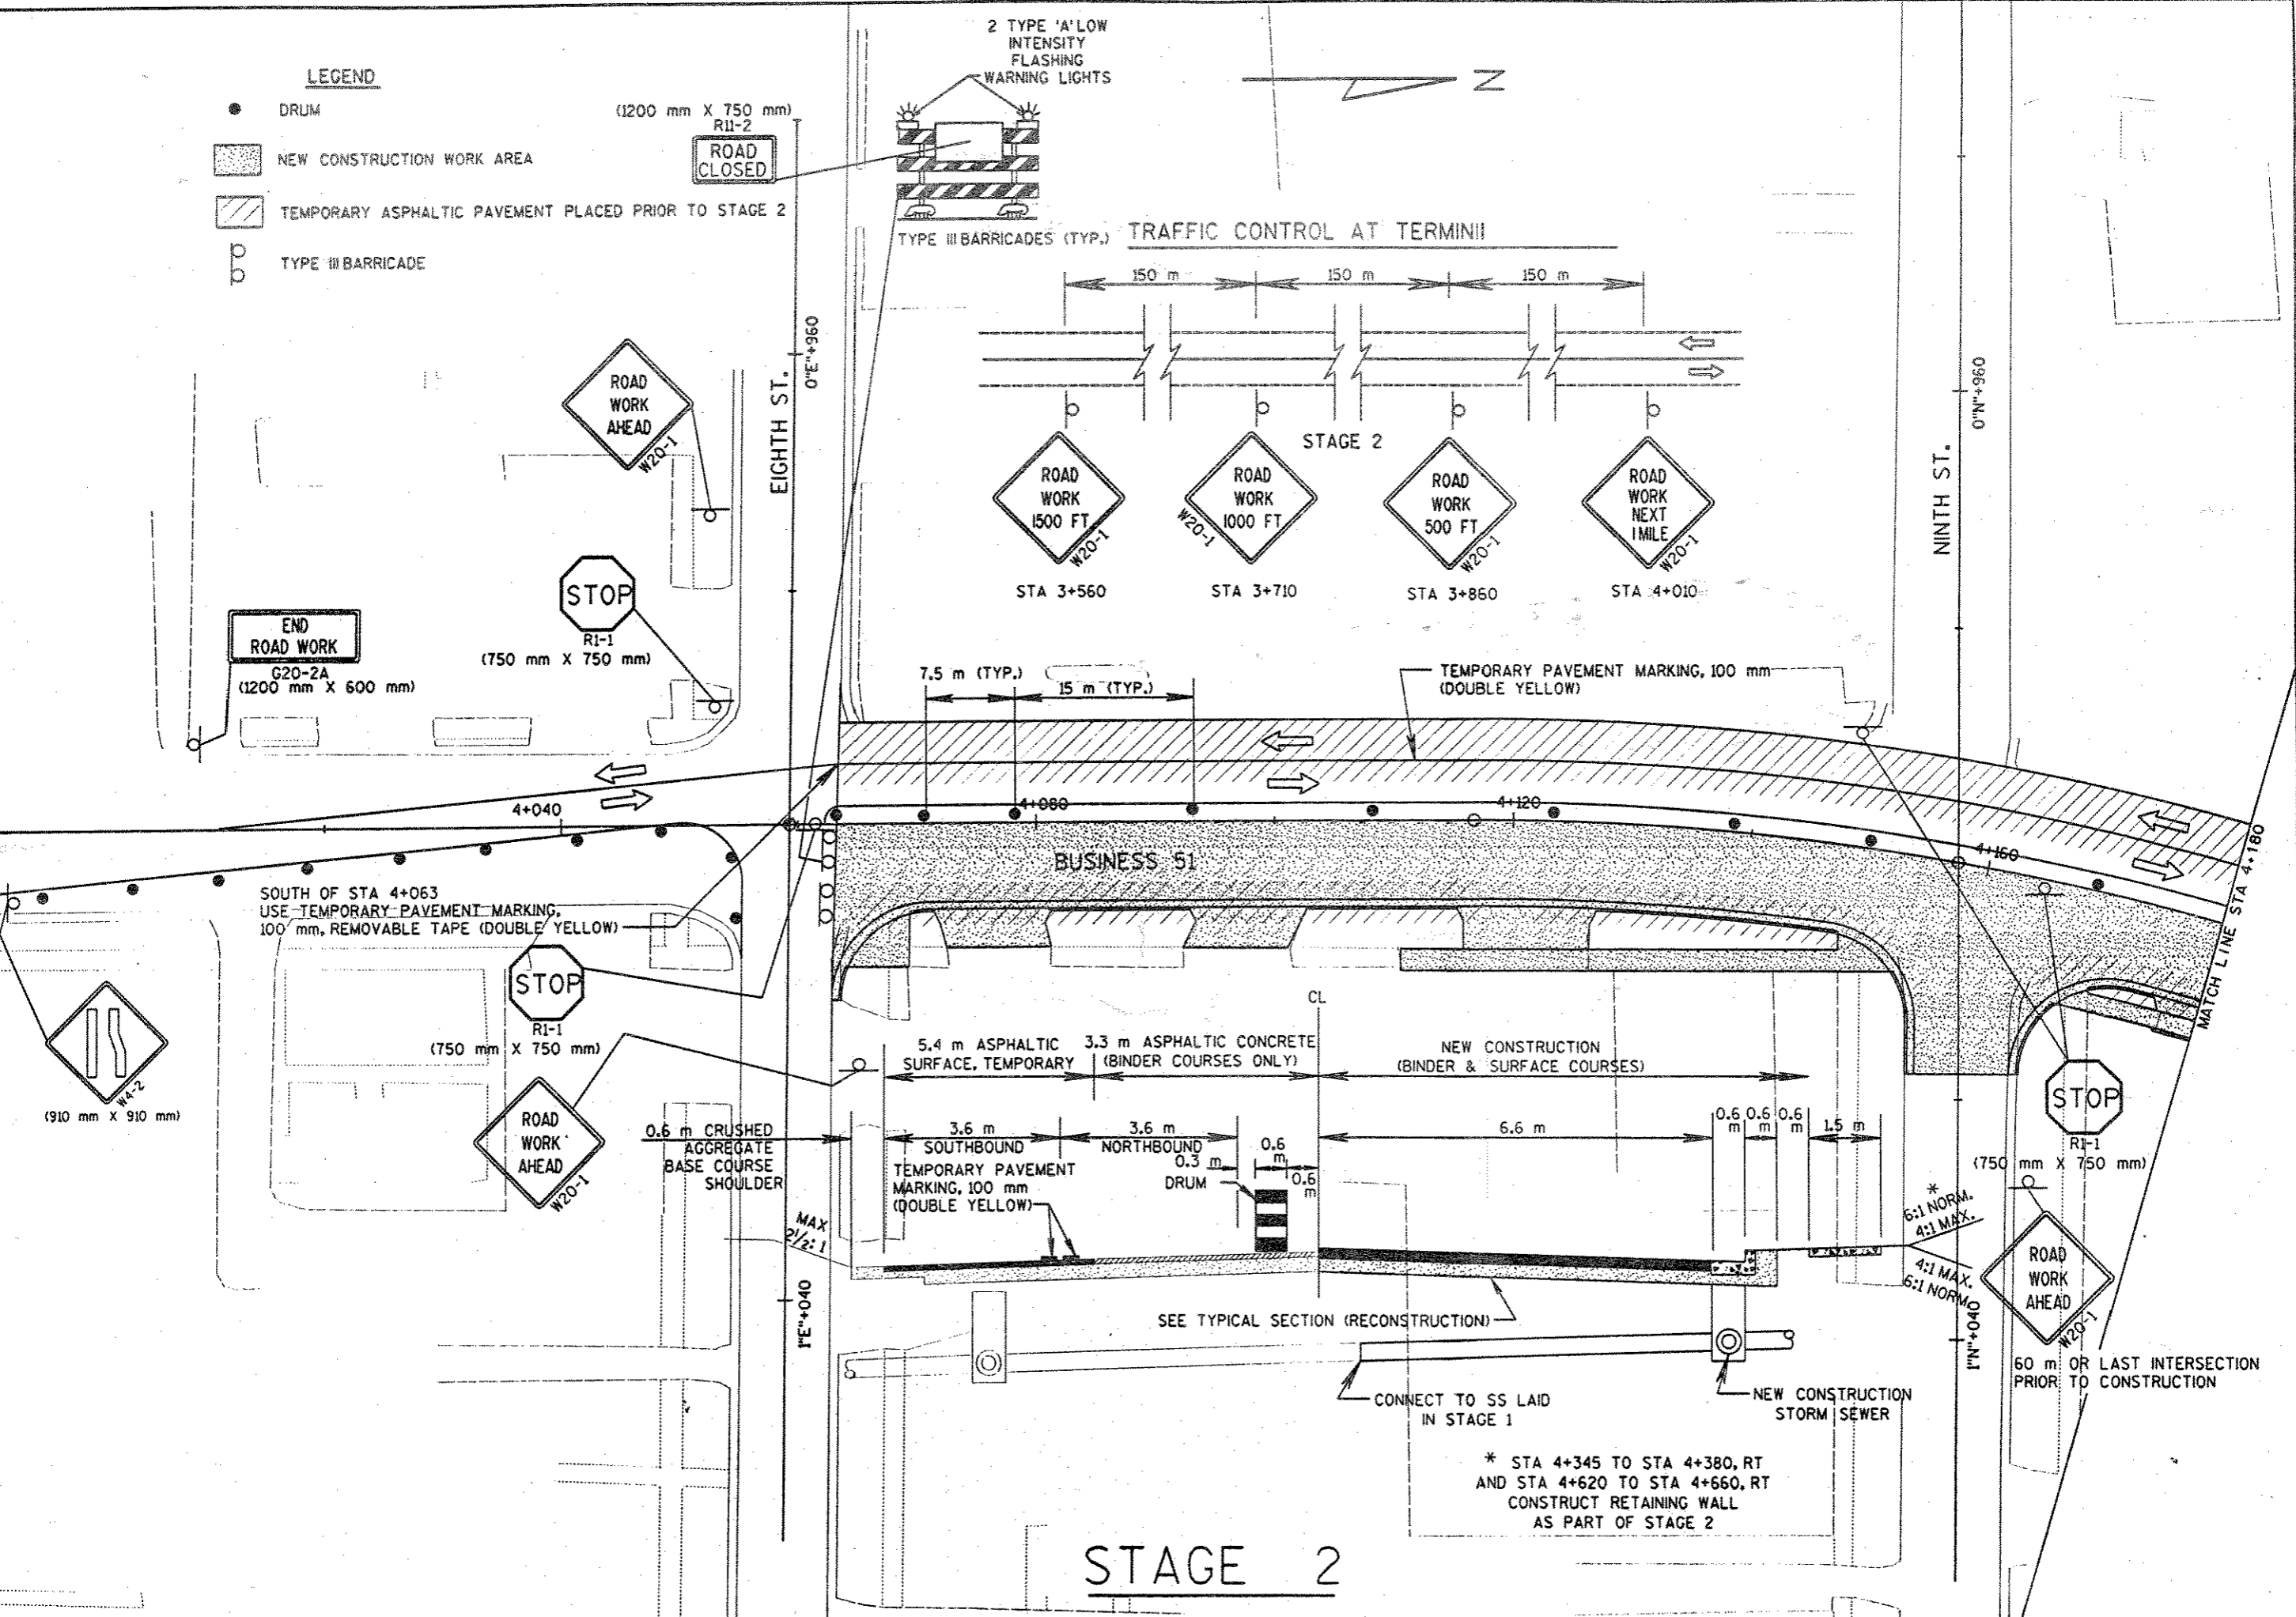 LEGEND
DRUM
NEW CONSTRUCTION WORK AREA
TEMPORARY ASPHALTIC PAVEMENT PLACED PRIOR TO STAGE 2
TYPE III BARRICADE
(1200 mm X 750 mm)
R11-2
ROAD
CLOSED
2 TYPE 'A' LOW
INTENSITY
FLASHING
WARNING LIGHTS
TYPE III BARRICADES (TYP.)
N
TRAFFIC CONTROL AT TERMINII
150 m
150 m
150 m
STAGE 2
ROAD
WORK
1500 FT
W20-1
STA 3+560
ROAD
WORK
1000 FT
W20-1
STA 3+710
ROAD
WORK
500 FT
W20-1
STA 3+860
ROAD
WORK
NEXT
1 MILE
W20-1
STA 4+010
EIGHTH ST.
0"E"+960
NINTH ST.
0"N"+960
ROAD
WORK
AHEAD
W20-1
STOP
R1-1
(750 mm X 750 mm)
END
ROAD WORK
G20-2A
(1200 mm X 600 mm)
7.5 m (TYP.)
15 m (TYP.)
TEMPORARY PAVEMENT MARKING, 100 mm
(DOUBLE YELLOW)
4+040
4+080
4+120
4+160
BUSINESS 51
MATCH LINE STA 4+180
SOUTH OF STA 4+063
USE TEMPORARY PAVEMENT MARKING,
100 mm, REMOVABLE TAPE (DOUBLE YELLOW)
W4-2
(910 mm X 910 mm)
STOP
R1-1
(750 mm X 750 mm)
ROAD
WORK
AHEAD
W20-1
CL
5.4 m ASPHALTIC
SURFACE, TEMPORARY
3.3 m ASPHALTIC CONCRETE
(BINDER COURSES ONLY)
NEW CONSTRUCTION
(BINDER & SURFACE COURSES)
0.6 m CRUSHED
AGGREGATE
BASE COURSE
SHOULDER
3.6 m
SOUTHBOUND
3.6 m
NORTHBOUND
0.3 m
0.6
m
0.6
m
6.6 m
0.6
m
0.6
m
0.6
m
1.5 m
TEMPORARY PAVEMENT
MARKING, 100 mm
(DOUBLE YELLOW)
DRUM
MAX
2½:1
*
6:1 NORM.
4:1 MAX.
4:1 MAX.
6:1 NORM.
STOP
R1-1
(750 mm X 750 mm)
ROAD
WORK
AHEAD
W20-1
60 m OR LAST INTERSECTION
PRIOR TO CONSTRUCTION
1"E"+040
1"N"+040
SEE TYPICAL SECTION (RECONSTRUCTION)
CONNECT TO SS LAID
IN STAGE 1
NEW CONSTRUCTION
STORM SEWER
* STA 4+345 TO STA 4+380, RT
AND STA 4+620 TO STA 4+660, RT
CONSTRUCT RETAINING WALL
AS PART OF STAGE 2
STAGE 2